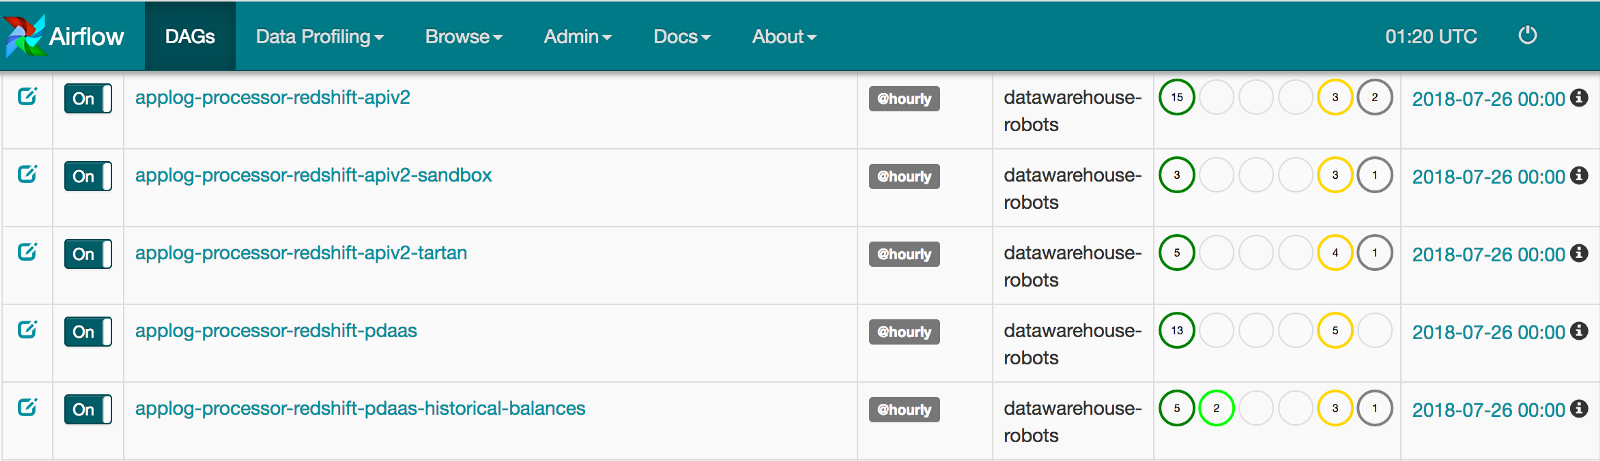 Airflow DAGs Data Profiling Browse Admin Docs About 01:20 UTC
On applog-processor-redshift-apiv2 @hourly datawarehouse- 15 3 2 2018-07-26 00:00
robots
On applog-processor-redshift-apiv2-sandbox @hourly datawarehouse- 3 3 1 2018-07-26 00:00
robots
On applog-processor-redshift-apiv2-tartan @hourly datawarehouse- 5 4 1 2018-07-26 00:00
robots
On applog-processor-redshift-pdaas @hourly datawarehouse- 13 5 2018-07-26 00:00
robots
On applog-processor-redshift-pdaas-historical-balances @hourly datawarehouse- 5 2 3 1 2018-07-26 00:00
robots